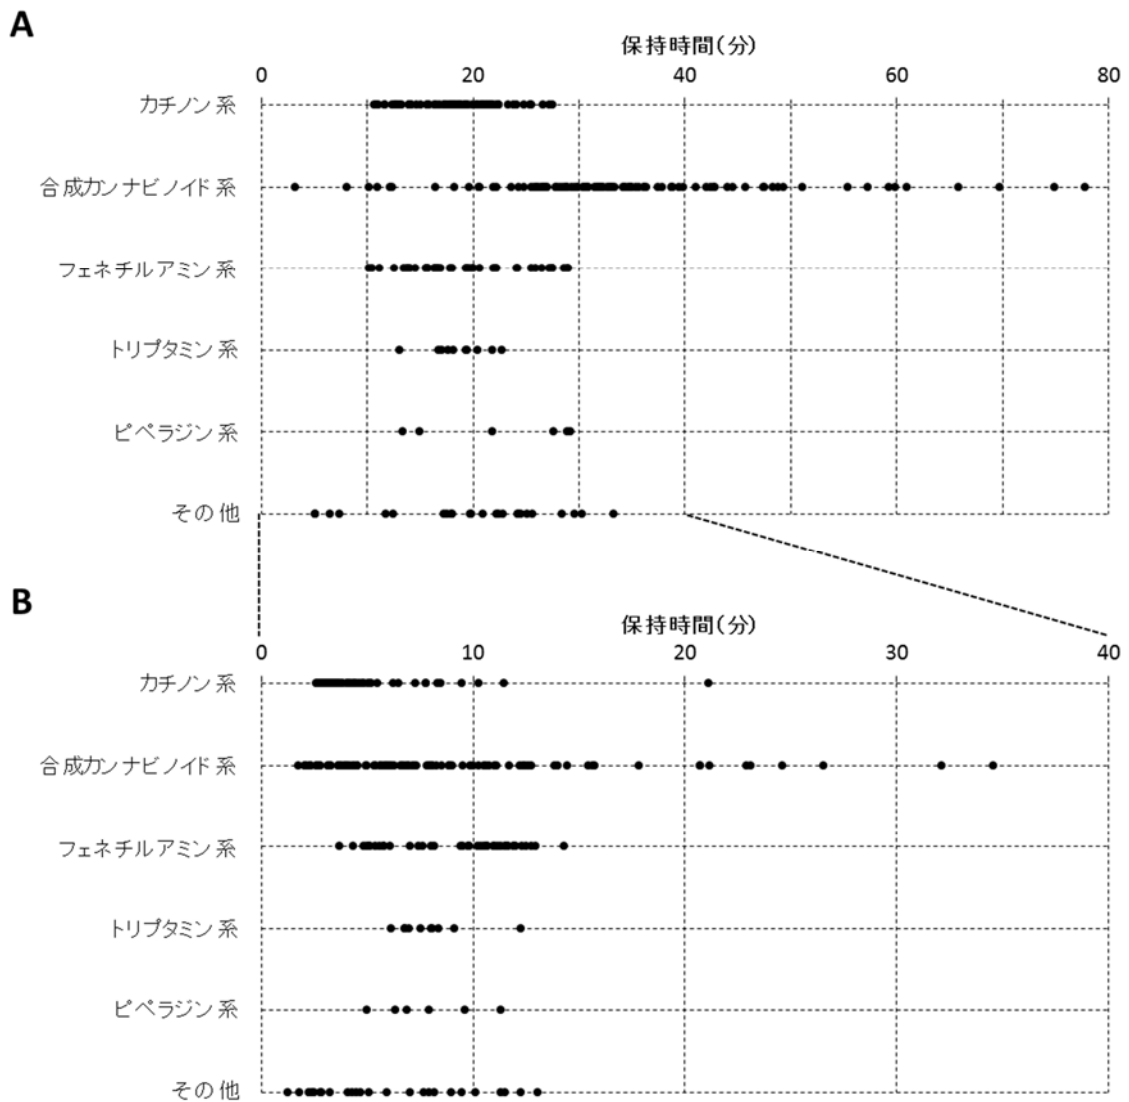 A
保持時間(分)
0 20 40 60 80
カチノン系
合成カンナビノイド系
フェネチルアミン系
トリプタミン系
ピペラジン系
その他
B
保持時間(分)
0 10 20 30 40
カチノン系
合成カンナビノイド系
フェネチルアミン系
トリプタミン系
ピペラジン系
その他